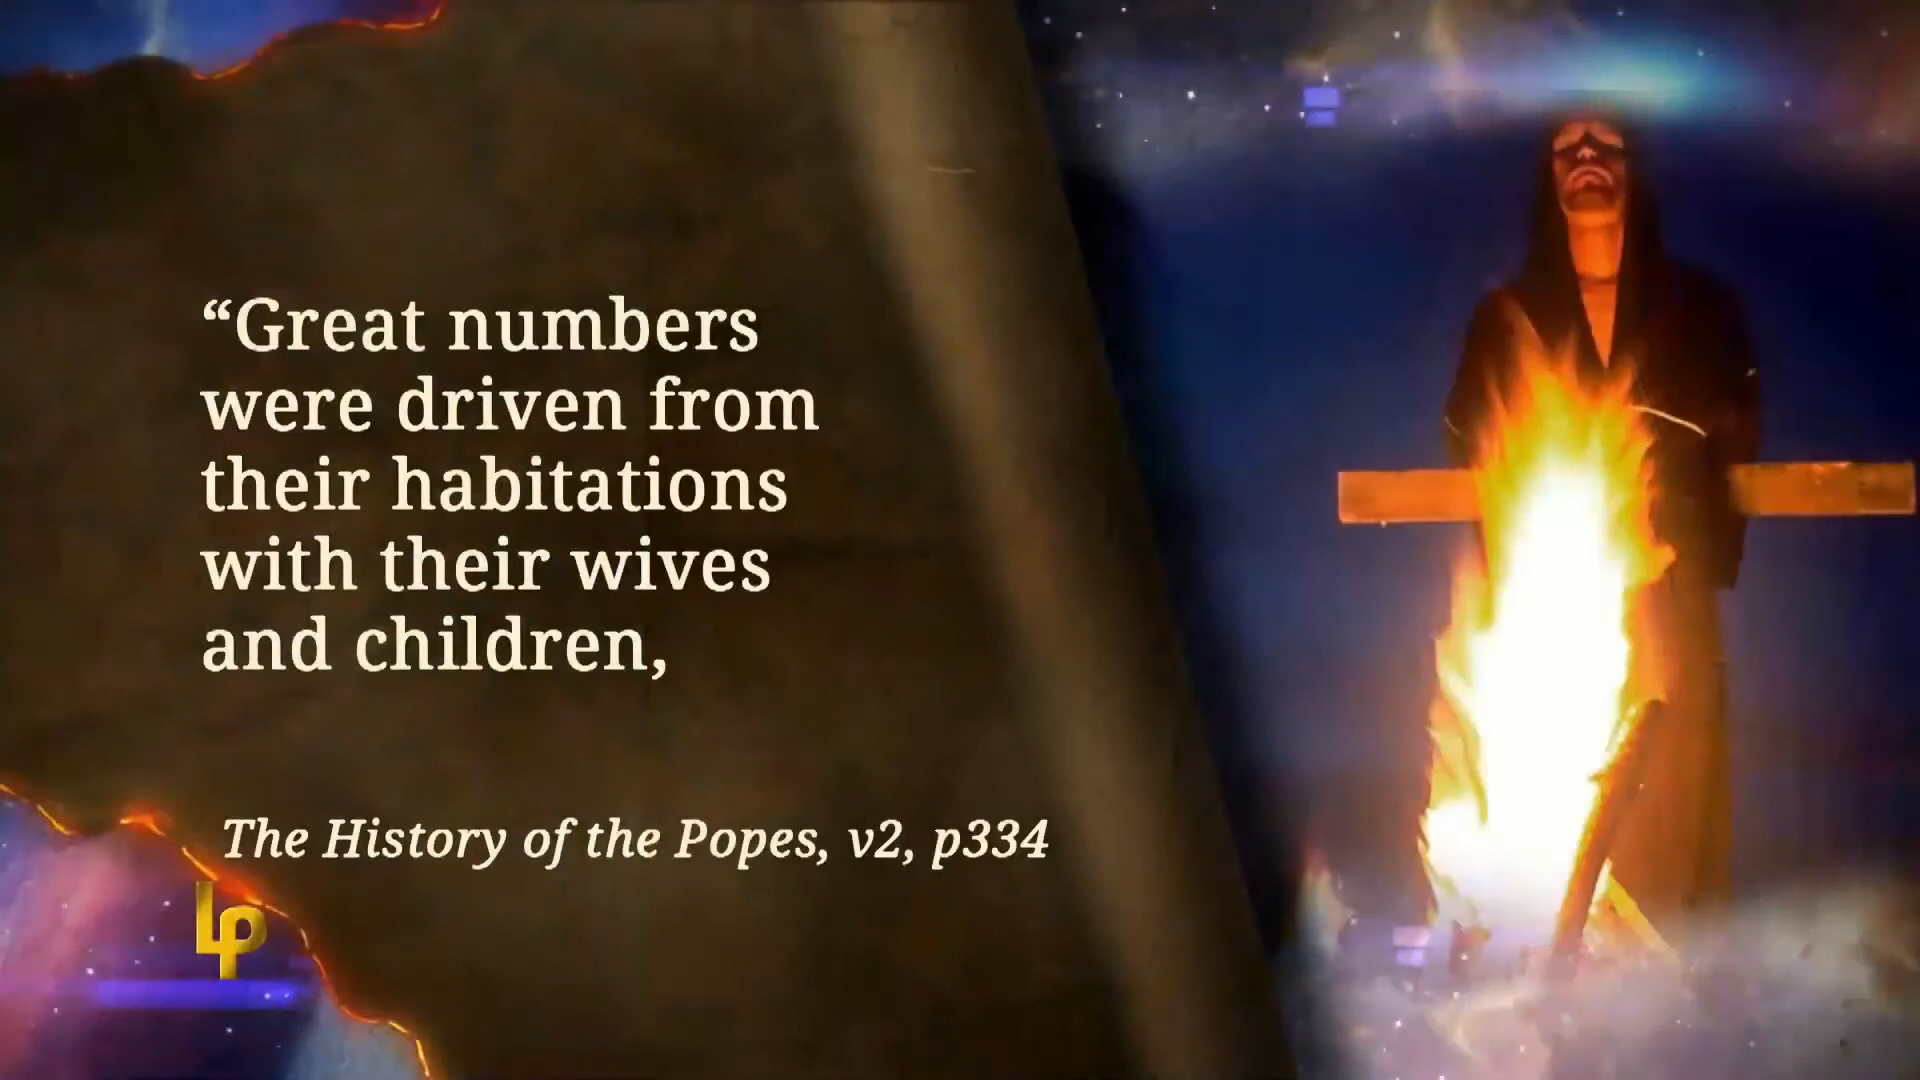 “Great numbers
were driven from
their habitations
with their wives
and children,
The History of the Popes, v2, p334
LP